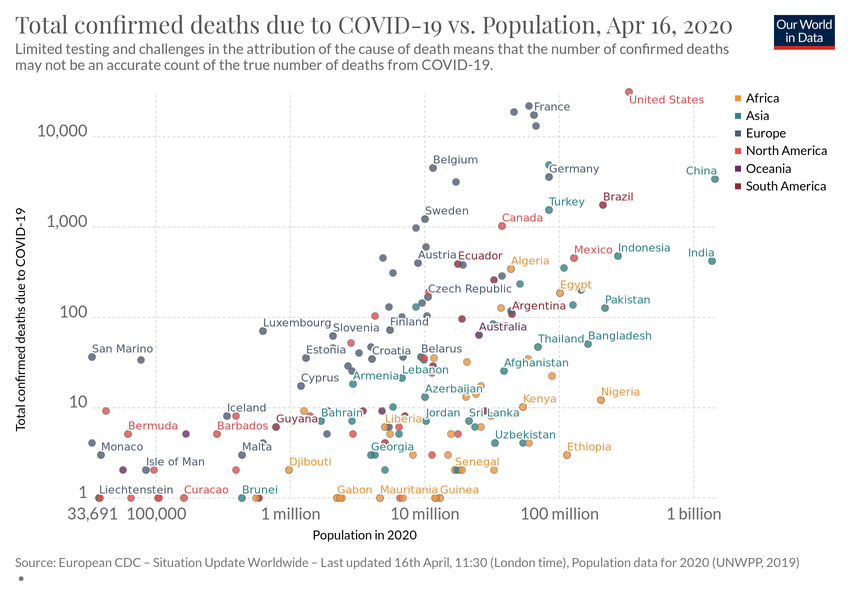 Total confirmed deaths due to COVID-19 vs. Population, Apr 16, 2020
Our World
in Data
Limited testing and challenges in the attribution of the cause of death means that the number of confirmed deaths
may not be an accurate count of the true number of deaths from COVID-19.
Total confirmed deaths due to COVID-19
10,000
1,000
100
10
1
United States
France
Belgium
Germany
China
Turkey
Brazil
Sweden
Canada
Austria
Ecuador
Algeria
Mexico
Indonesia
India
Czech Republic
Egypt
Argentina
Pakistan
Luxembourg
Slovenia
Finland
Australia
San Marino
Estonia
Croatia
Belarus
Thailand
Bangladesh
Cyprus
Armenia
Lebanon
Afghanistan
Azerbaijan
Kenya
Nigeria
Iceland
Bermuda
Barbados
Guyana
Bahrain
Liberia
Jordan
Sri Lanka
Uzbekistan
Monaco
Malta
Georgia
Ethiopia
Isle of Man
Djibouti
Senegal
Liechtenstein
Curacao
Brunei
Gabon
Mauritania
Guinea
33,691
100,000
1 million
10 million
100 million
1 billion
Population in 2020
Africa
Asia
Europe
North America
Oceania
South America
Source: European CDC – Situation Update Worldwide – Last updated 16th April, 11:30 (London time), Population data for 2020 (UNWPP, 2019)